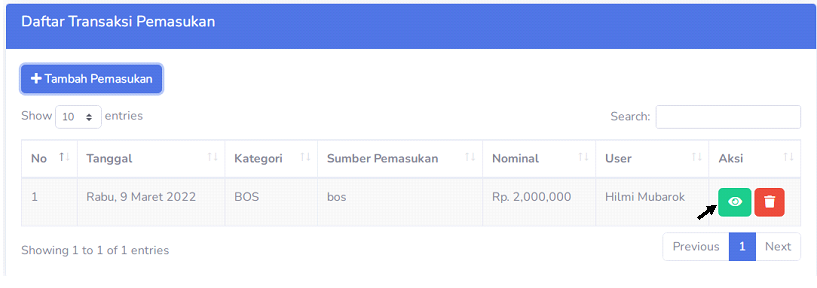 Daftar Transaksi Pemasukan
Tambah Pemasukan
Show 10 entries Search:
No Tanggal Kategori Sumber Pemasukan Nominal User Aksi
1 Rabu, 9 Maret 2022 BOS bos Rp. 2,000,000 Hilmi Mubarok
Showing 1 to 1 of 1 entries Previous 1 Next